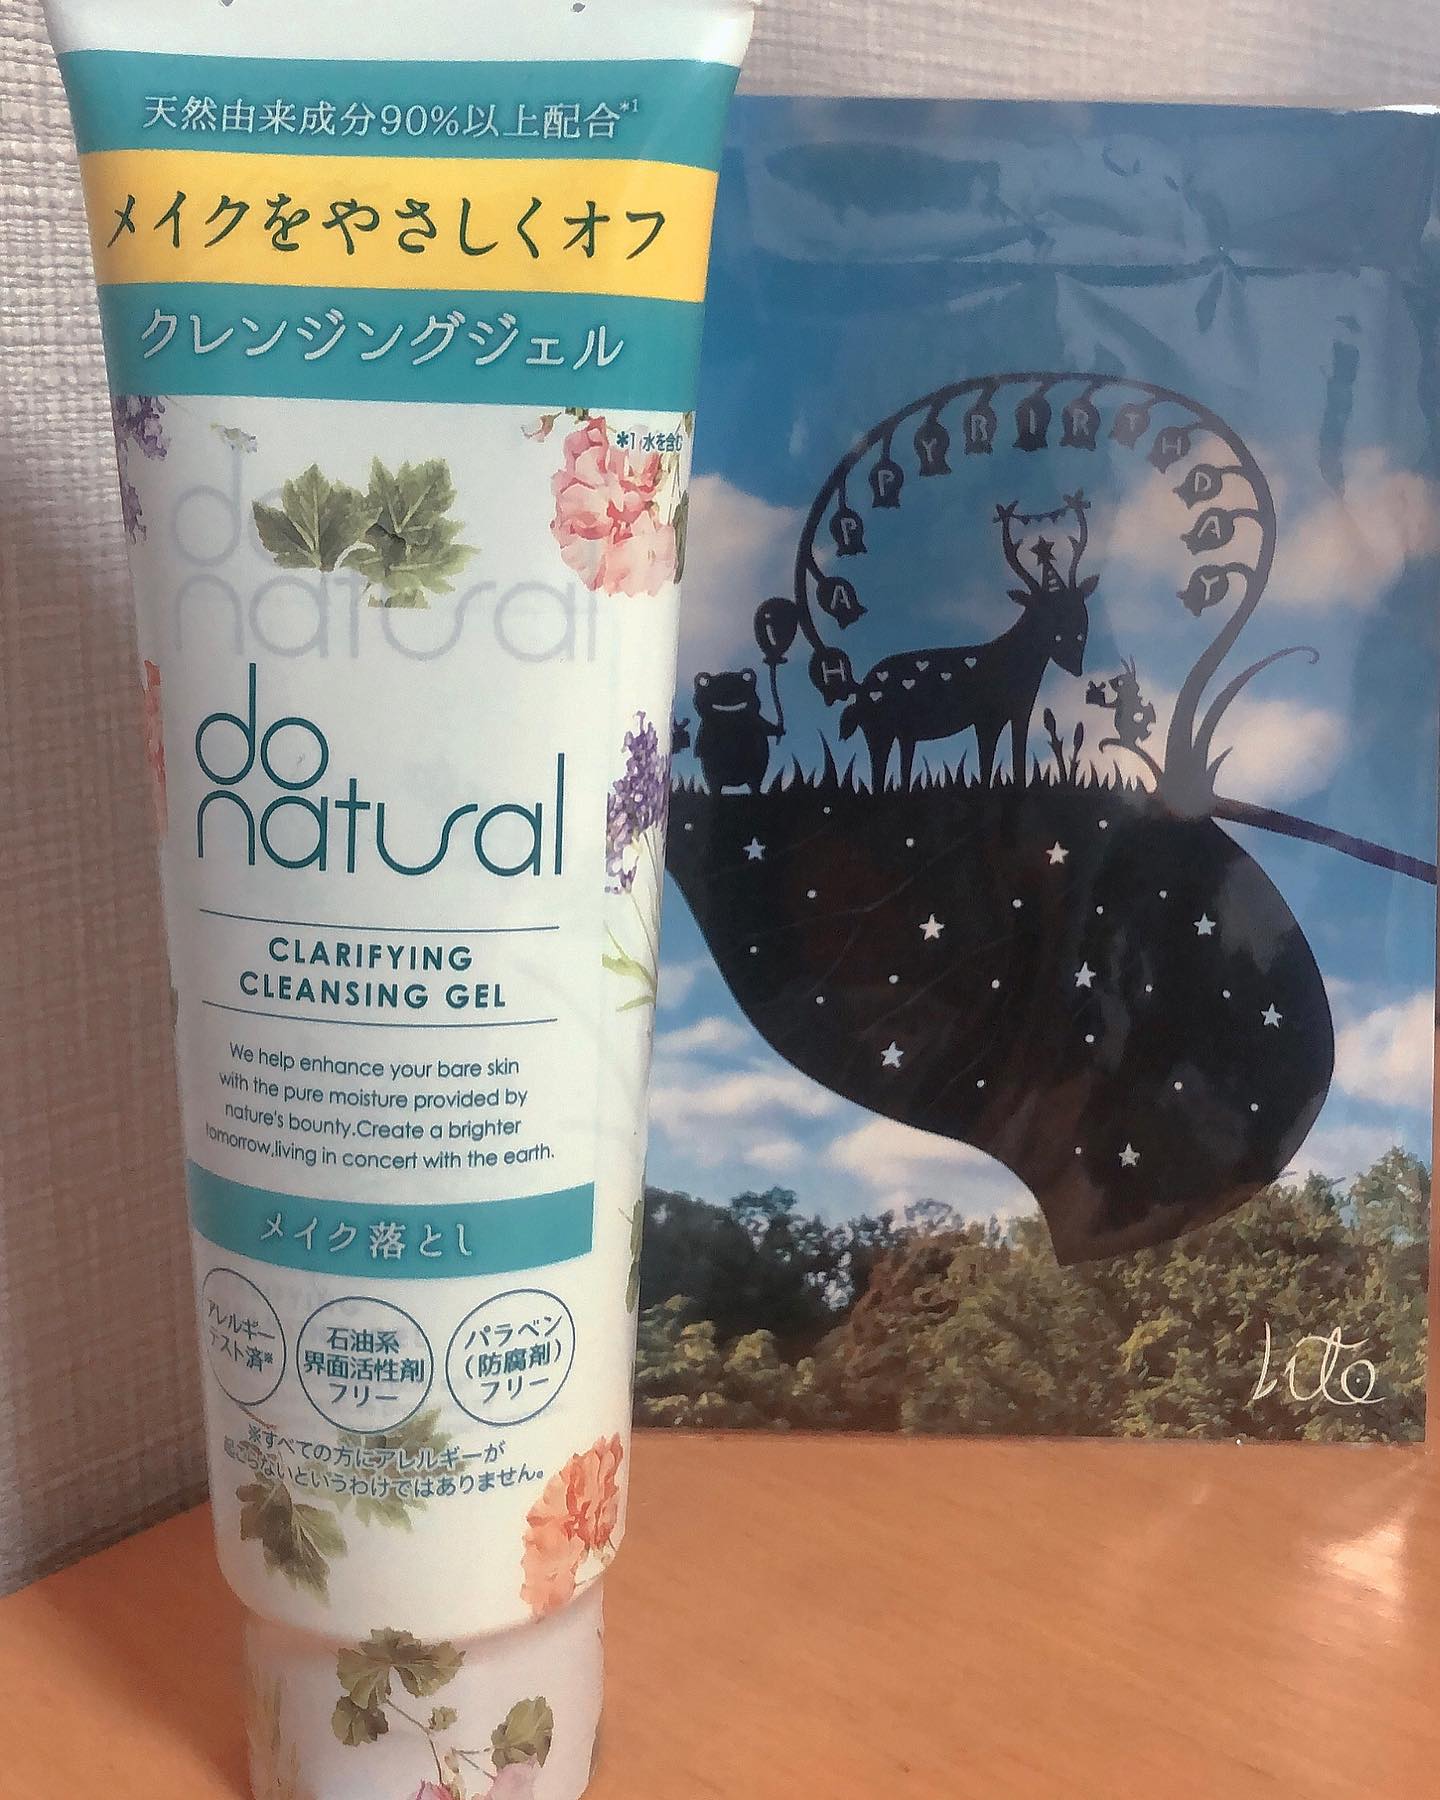 天然由来成分90%以上配合*1
メイクをやさしくオフ
クレンジングジェル
*1 水を含む
do
natural
do
natural
CLARIFYING
CLEANSING GEL
We help enhance your bare skin
with the pure moisture provided by
nature's bounty.Create a brighter
tomorrow,living in concert with the earth.
メイク落とし
アレルギー
テスト済※
石油系
界面活性剤
フリー
パラベン
(防腐剤)
フリー
※すべての方にアレルギーが
起こらないというわけではありません。
HAPPYBIRTHDAY
Lito